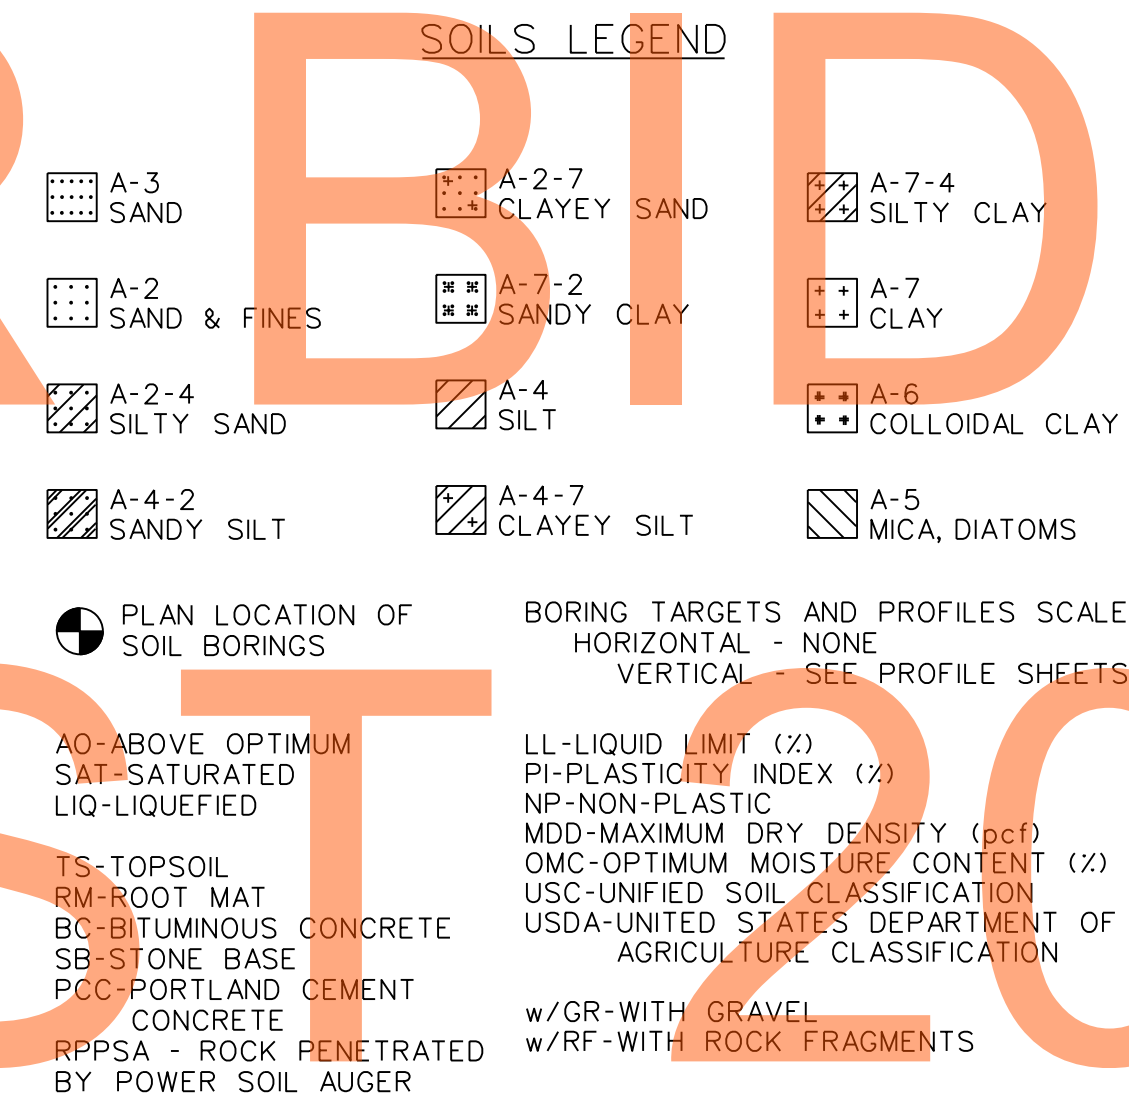 SOILS LEGEND
A-3
SAND
A-2
SAND & FINES
A-2-4
SILTY SAND
A-4-2
SANDY SILT
A-2-7
CLAYEY SAND
A-7-2
SANDY CLAY
A-4
SILT
A-4-7
CLAYEY SILT
A-7-4
SILTY CLAY
A-7
CLAY
A-6
COLLOIDAL CLAY
A-5
MICA, DIATOMS
PLAN LOCATION OF
SOIL BORINGS
BORING TARGETS AND PROFILES SCALE
HORIZONTAL - NONE
VERTICAL - SEE PROFILE SHEETS
AO-ABOVE OPTIMUM
SAT-SATURATED
LIQ-LIQUEFIED
TS-TOPSOIL
RM-ROOT MAT
BC-BITUMINOUS CONCRETE
SB-STONE BASE
PCC-PORTLAND CEMENT
CONCRETE
RPPSA - ROCK PENETRATED
BY POWER SOIL AUGER
LL-LIQUID LIMIT (%)
PI-PLASTICITY INDEX (%)
NP-NON-PLASTIC
MDD-MAXIMUM DRY DENSITY (pcf)
OMC-OPTIMUM MOISTURE CONTENT (%)
USC-UNIFIED SOIL CLASSIFICATION
USDA-UNITED STATES DEPARTMENT OF
AGRICULTURE CLASSIFICATION
w/GR-WITH GRAVEL
w/RF-WITH ROCK FRAGMENTS
R BID
ST 20